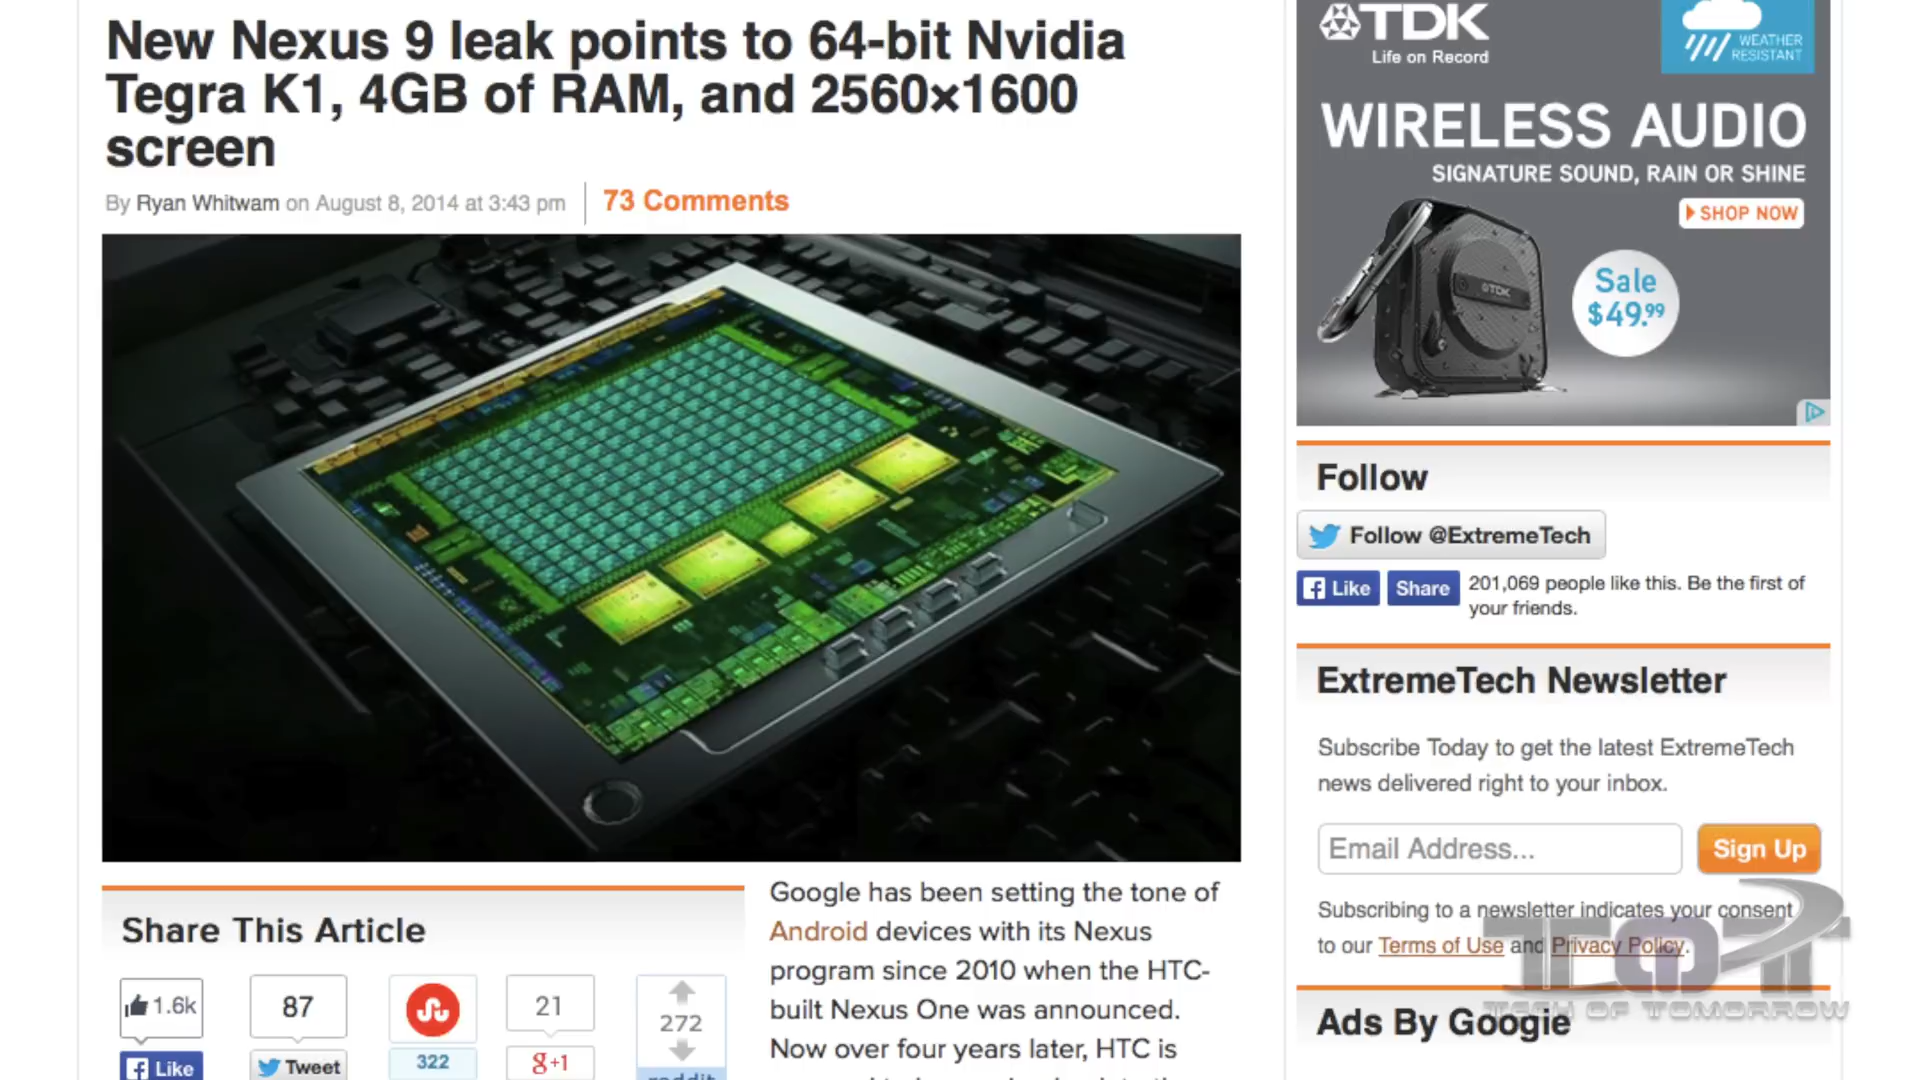 New Nexus 9 leak points to 64-bit Nvidia
Tegra K1, 4GB of RAM, and 2560×1600
screen
By Ryan Whitwam on August 8, 2014 at 3:43 pm
73 Comments
TDK
Life on Record
WEATHER
RESISTANT
WIRELESS AUDIO
SIGNATURE SOUND, RAIN OR SHINE
SHOP NOW
TDK
Sale
$49.99
Follow
Follow @ExtremeTech
Like
Share
201,069 people like this. Be the first of
your friends.
ExtremeTech Newsletter
Subscribe Today to get the latest ExtremeTech
news delivered right to your inbox.
Email Address...
Sign Up
Subscribing to a newsletter indicates your consent
to our Terms of Use and Privacy Policy.
Ads By Google
TOT
TECH OF TOMORROW
Share This Article
1.6k
87
21
272
Like
Tweet
322
g+1
reddit
Google has been setting the tone of
Android devices with its Nexus
program since 2010 when the HTC-
built Nexus One was announced.
Now over four years later, HTC is